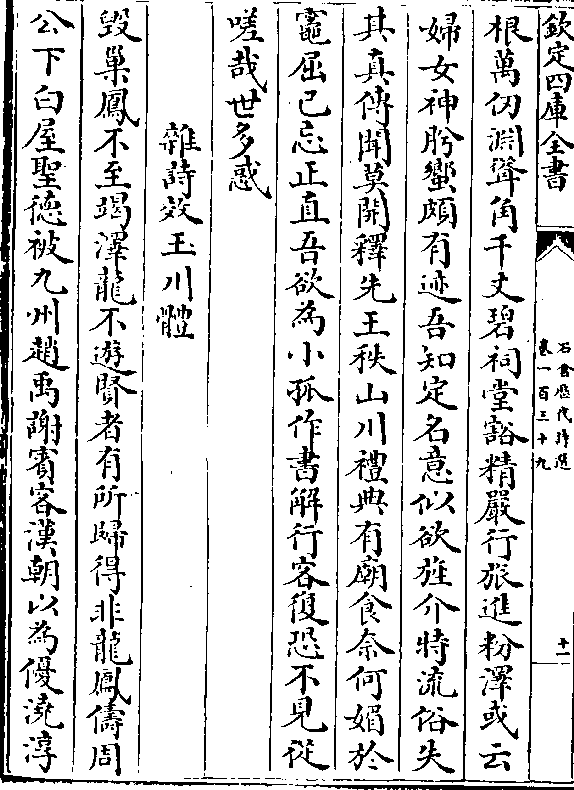 欽定四庫全書
石倉歷代詩選
卷一百三十九
十一
根萬仞淵聳角千丈碧祠堂豁精嚴行旅進粉澤或云
婦女神肹蠁頗有迹吾知定名意似欲旌介特流俗失
其真傳聞莫開釋先王秩山川禮典有廟食奈何媚於
竈屈已忘正直吾欲為小孤作書解行客復恐不見從
嗟哉世多惑
雜詩效玉川體
毀巢鳳不至竭澤龍不遊賢者有所歸得非龍鳳儔周
公下白屋聖德被九州趙禹謝賓客漢朝以為優澆淳